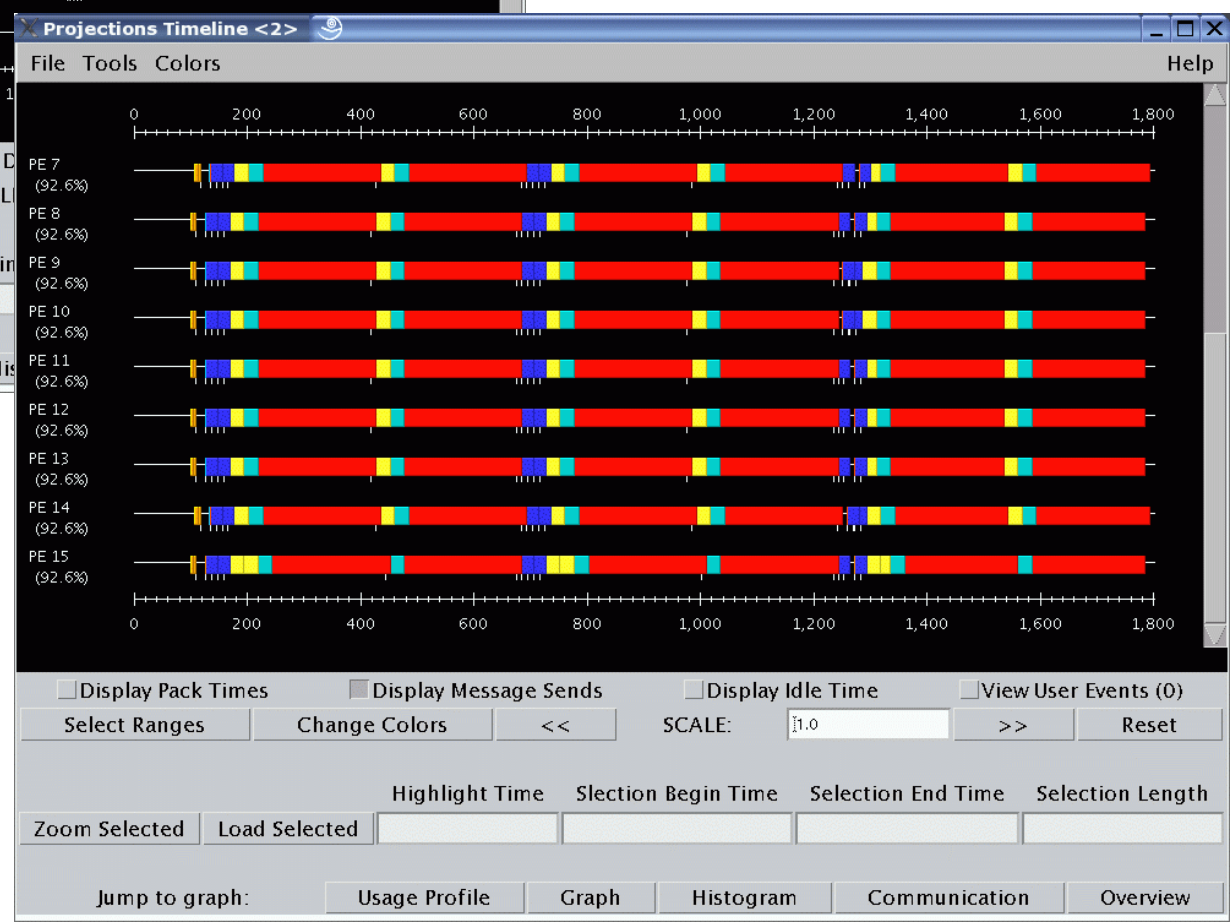 Projections Timeline <2>
File Tools Colors Help
0 200 400 600 800 1,000 1,200 1,400 1,600 1,800
PE 7
(92.6%)
PE 8
(92.6%)
PE 9
(92.6%)
PE 10
(92.6%)
PE 11
(92.6%)
PE 12
(92.6%)
PE 13
(92.6%)
PE 14
(92.6%)
PE 15
(92.6%)
0 200 400 600 800 1,000 1,200 1,400 1,600 1,800
Display Pack Times Display Message Sends Display Idle Time View User Events (0)
Select Ranges Change Colors << SCALE: 1.0 >> Reset
Highlight Time Slection Begin Time Selection End Time Selection Length
Zoom Selected Load Selected
Jump to graph: Usage Profile Graph Histogram Communication Overview